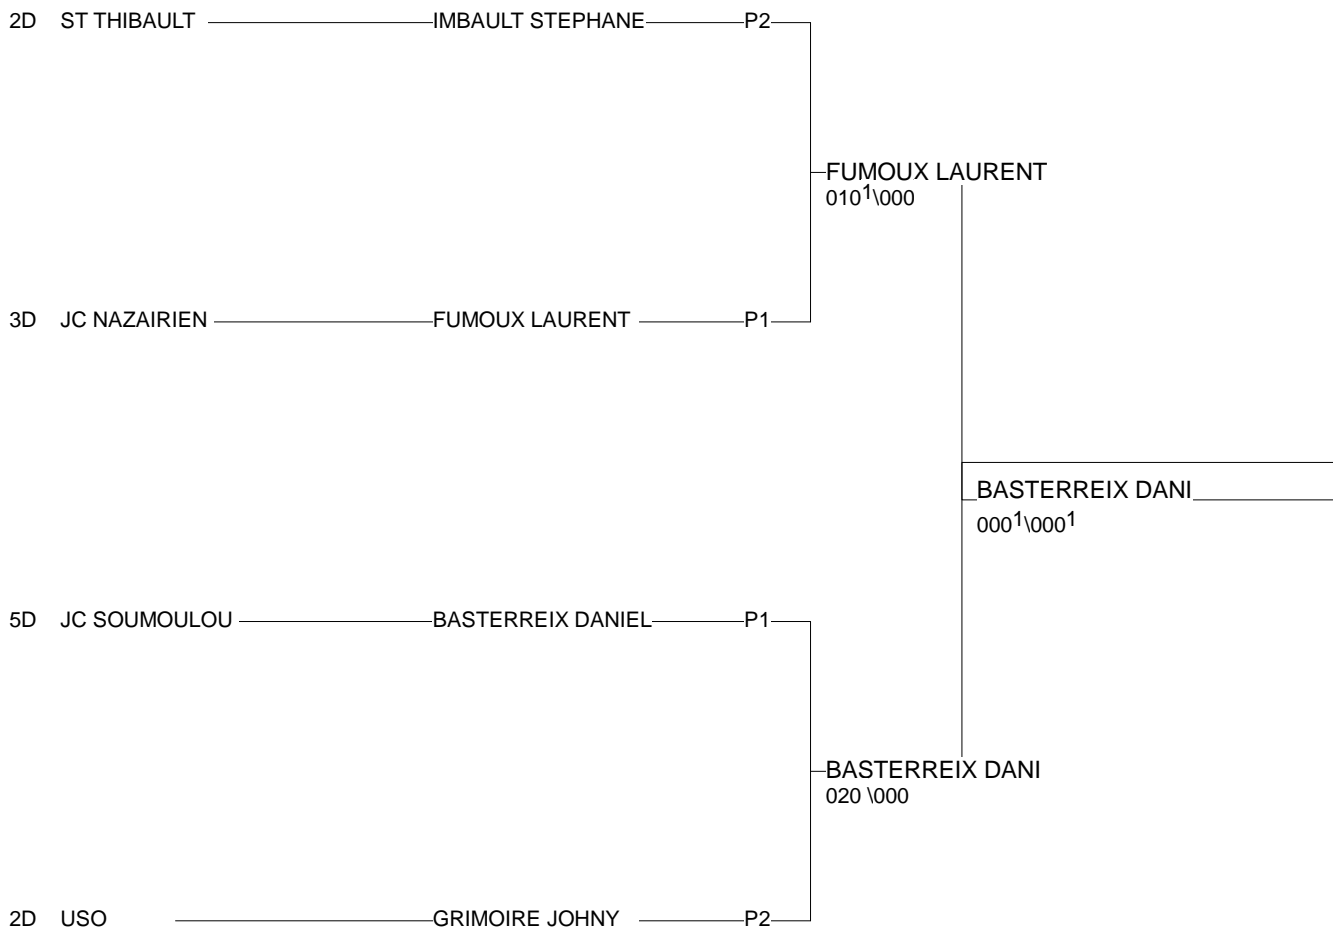 2D ST THIBAULT IMBAULT STEPHANE P2
FUMOUX LAURENT
010¹\000
3D JC NAZAIRIEN FUMOUX LAURENT P1
BASTERREIX DANI
000¹\000¹
5D JC SOUMOULOU BASTERREIX DANIEL P1
BASTERREIX DANI
020 \000
2D USO GRIMOIRE JOHNY P2